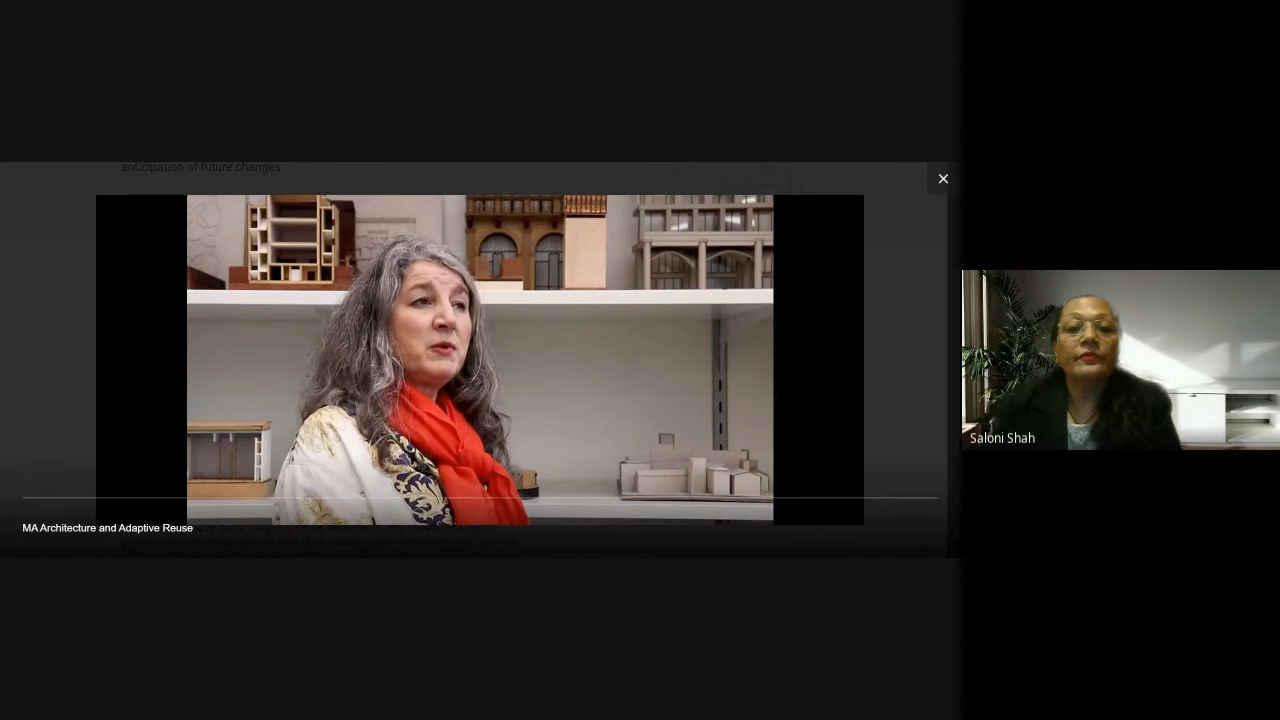 anticipation of future changes
MA Architecture and Adaptive Reuse
Saloni Shah